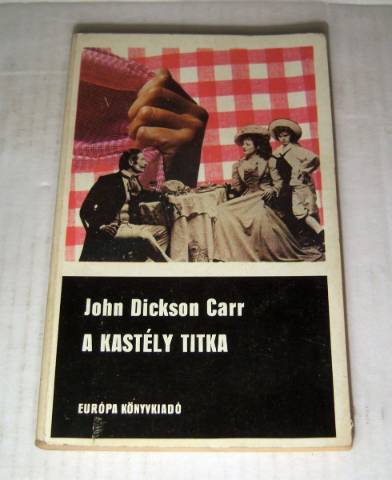 John Dickson Carr
A KASTÉLY TITKA
EURÓPA KÖNYVKIADÓ